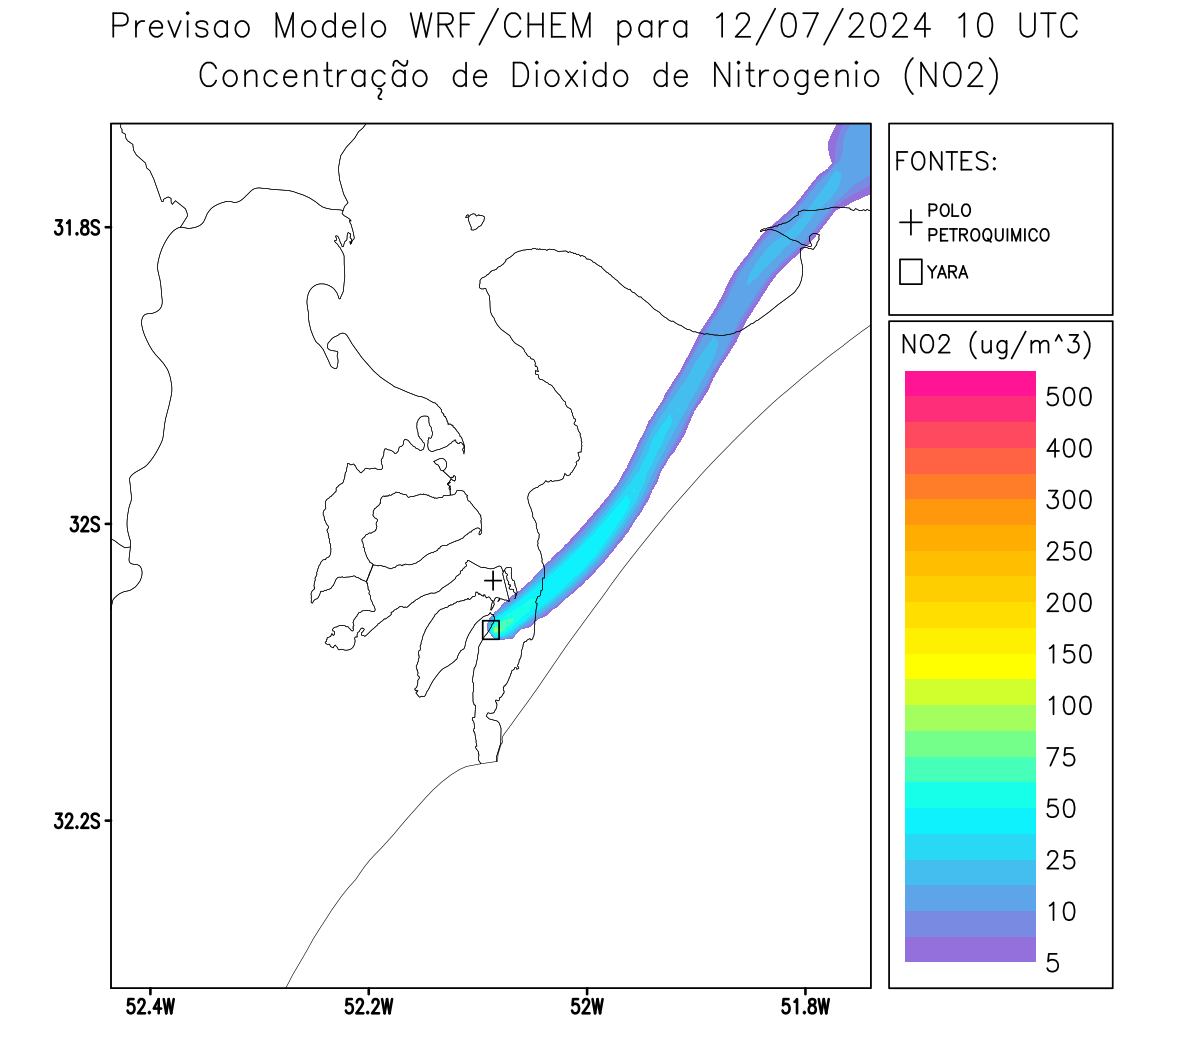 Previsao Modelo WRF/CHEM para 12/07/2024 10 UTC
Concentração de Dioxido de Nitrogenio (NO2)
FONTES:
POLO
PETROQUIMICO
YARA
NO2 (ug/m^3)
500
400
300
250
200
150
100
75
50
25
10
5
31.8S
32S
32.2S
52.4W
52.2W
52W
51.8W